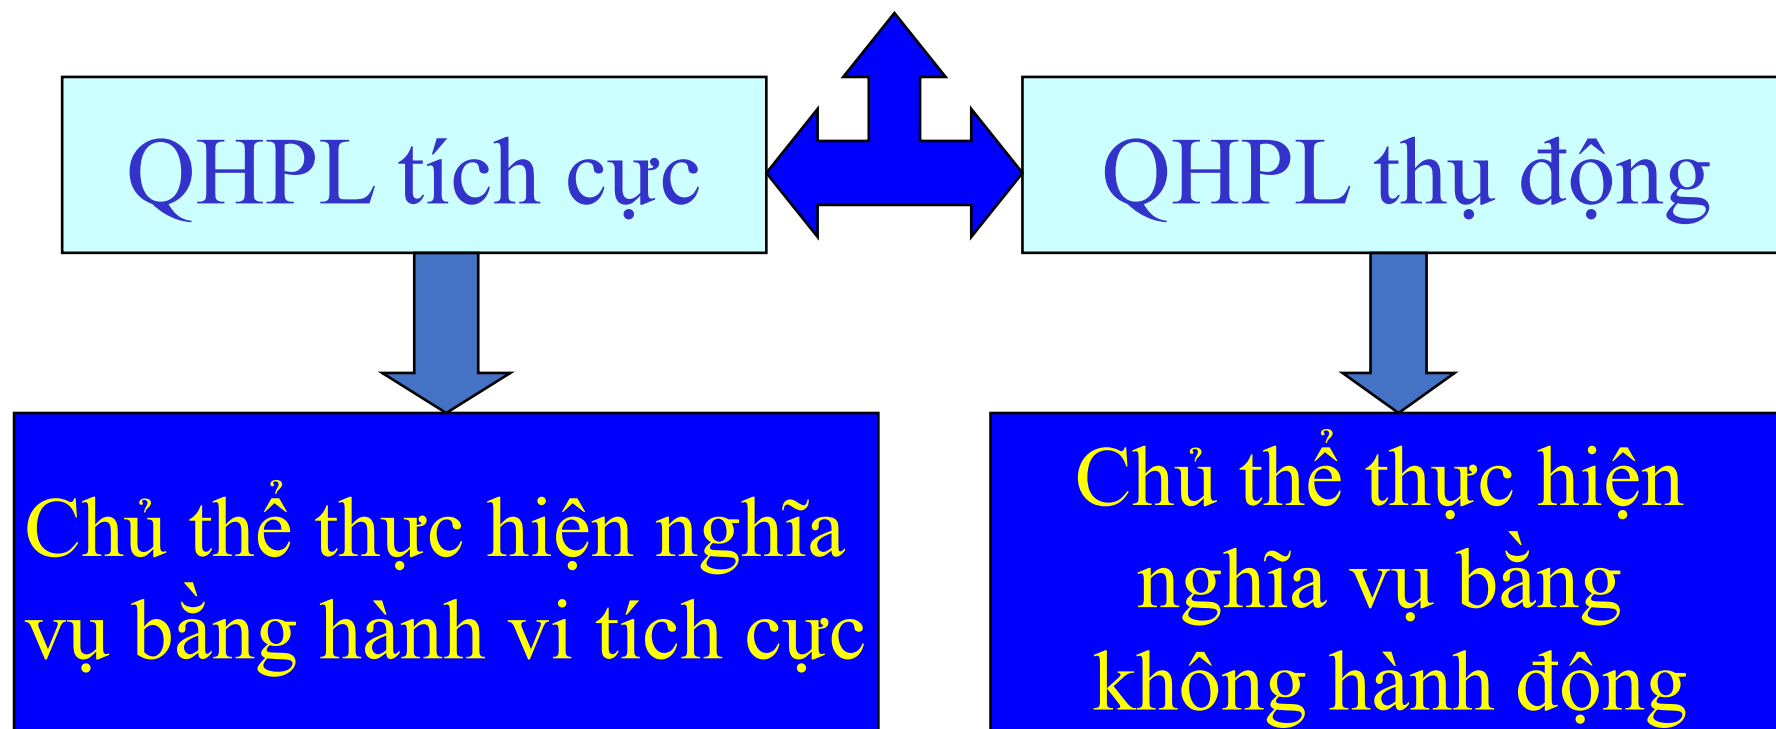 QHPL tích cực
QHPL thụ động
Chủ thể thực hiện nghĩa
vụ bằng hành vi tích cực
Chủ thể thực hiện
nghĩa vụ bằng
không hành động